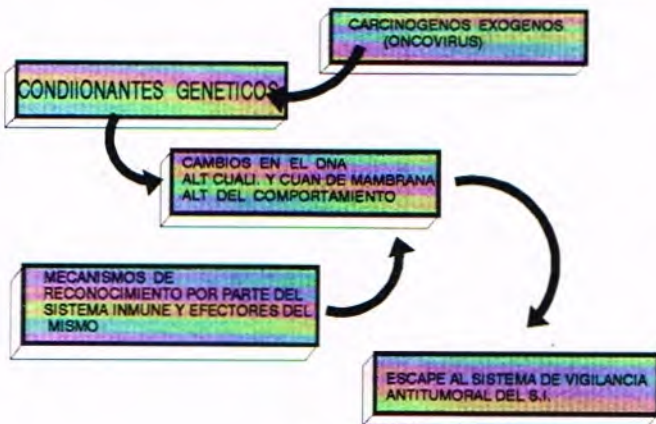 CARCINOGENOS EXOGENOS
(ONCOVIRUS)
CONDIIONANTES GENETICOS
CAMBIOS EN EL DNA
ALT CUALI. Y CUAN DE MAMBRANA
ALT DEL COMPORTAMIENTO
MECANISMOS DE
RECONOCIMIENTO POR PARTE DEL
SISTEMA INMUNE Y EFECTORES DEL
MISMO
ESCAPE AL SISTEMA DE VIGILANCIA
ANTITUMORAL DEL S.I.